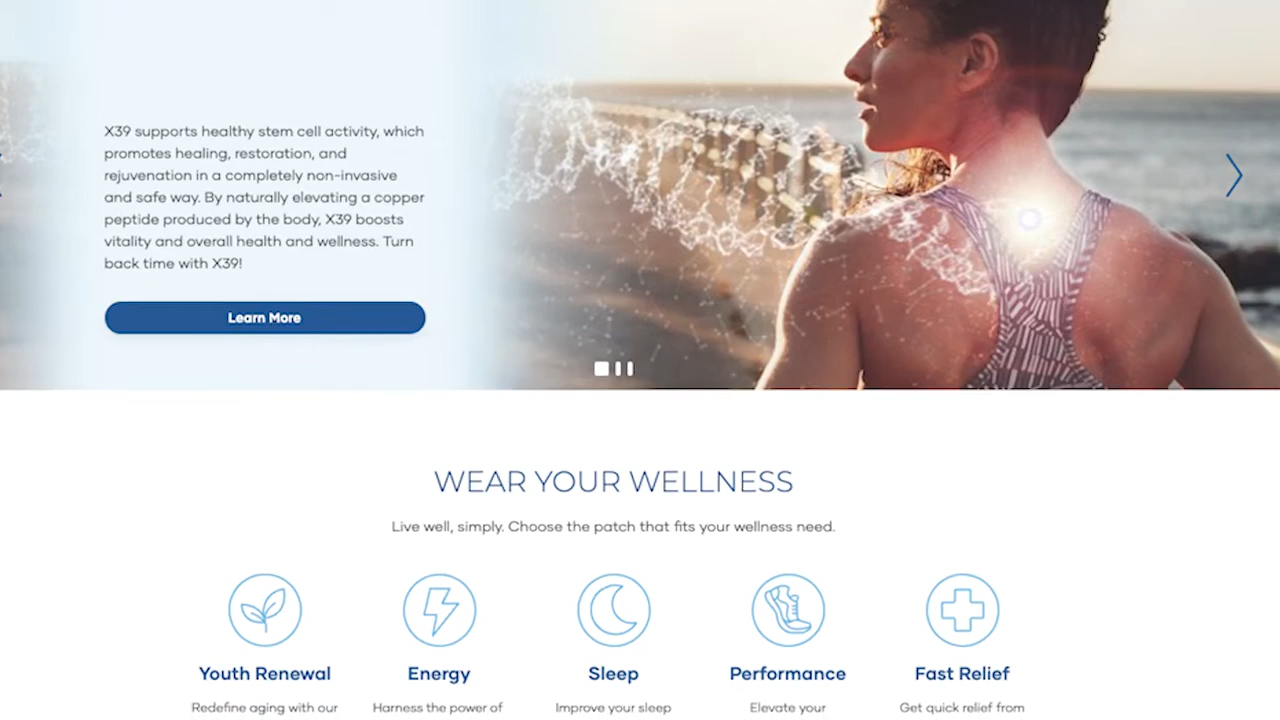 X39 supports healthy stem cell activity, which
promotes healing, restoration, and
rejuvenation in a completely non-invasive
and safe way. By naturally elevating a copper
peptide produced by the body, X39 boosts
vitality and overall health and wellness. Turn
back time with X39!
Learn More
WEAR YOUR WELLNESS
Live well, simply. Choose the patch that fits your wellness need.
Youth Renewal
Energy
Sleep
Performance
Fast Relief
Redefine aging with our
Harness the power of
Improve your sleep
Elevate your
Get quick relief from